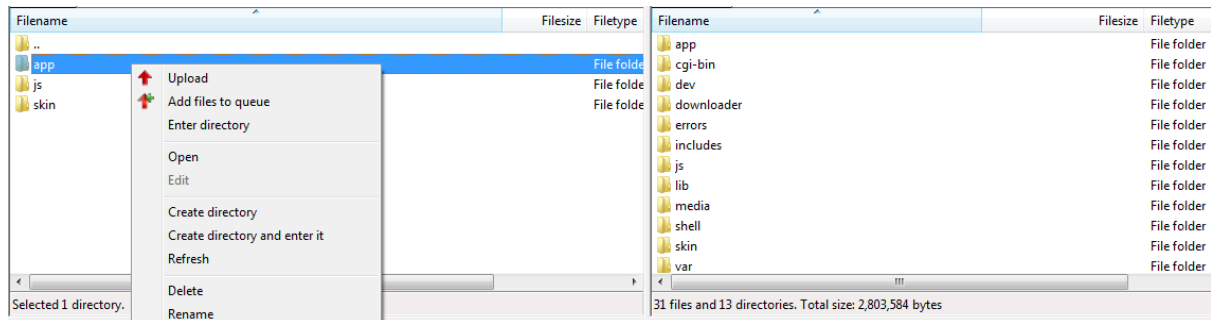 Filename Filesize Filetype
..
app File folde
js File folde
skin File folde
Upload
Add files to queue
Enter directory
Open
Edit
Create directory
Create directory and enter it
Refresh
Delete
Rename
Selected 1 directory.
Filename Filesize Filetype
app File folder
cgi-bin File folder
dev File folder
downloader File folder
errors File folder
includes File folder
js File folder
lib File folder
media File folder
shell File folder
skin File folder
var File folder
31 files and 13 directories. Total size: 2,803,584 bytes